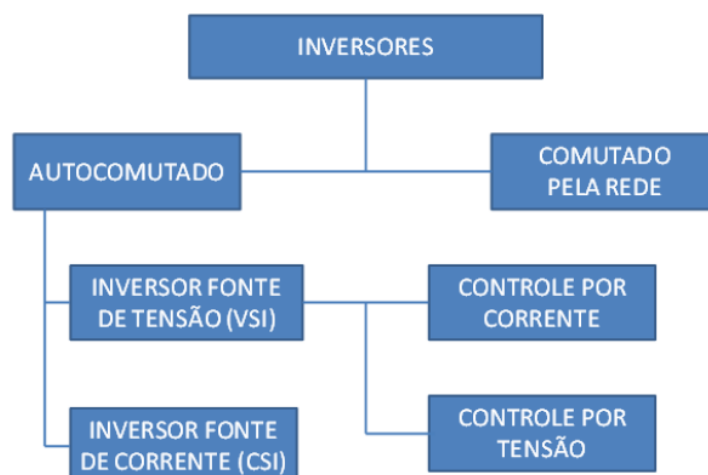 INVERSORES
AUTOCOMUTADO
COMUTADO
PELA REDE
INVERSOR FONTE
DE TENSÃO (VSI)
CONTROLE POR
CORRENTE
INVERSOR FONTE
DE CORRENTE (CSI)
CONTROLE POR
TENSÃO